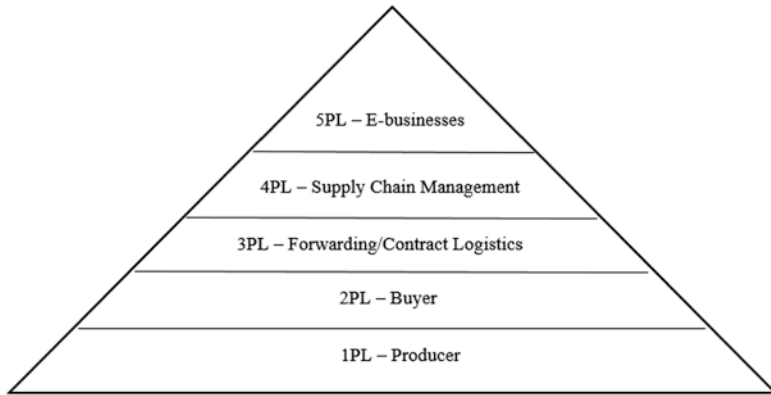 5PL – E-businesses
4PL – Supply Chain Management
3PL – Forwarding/Contract Logistics
2PL – Buyer
1PL – Producer